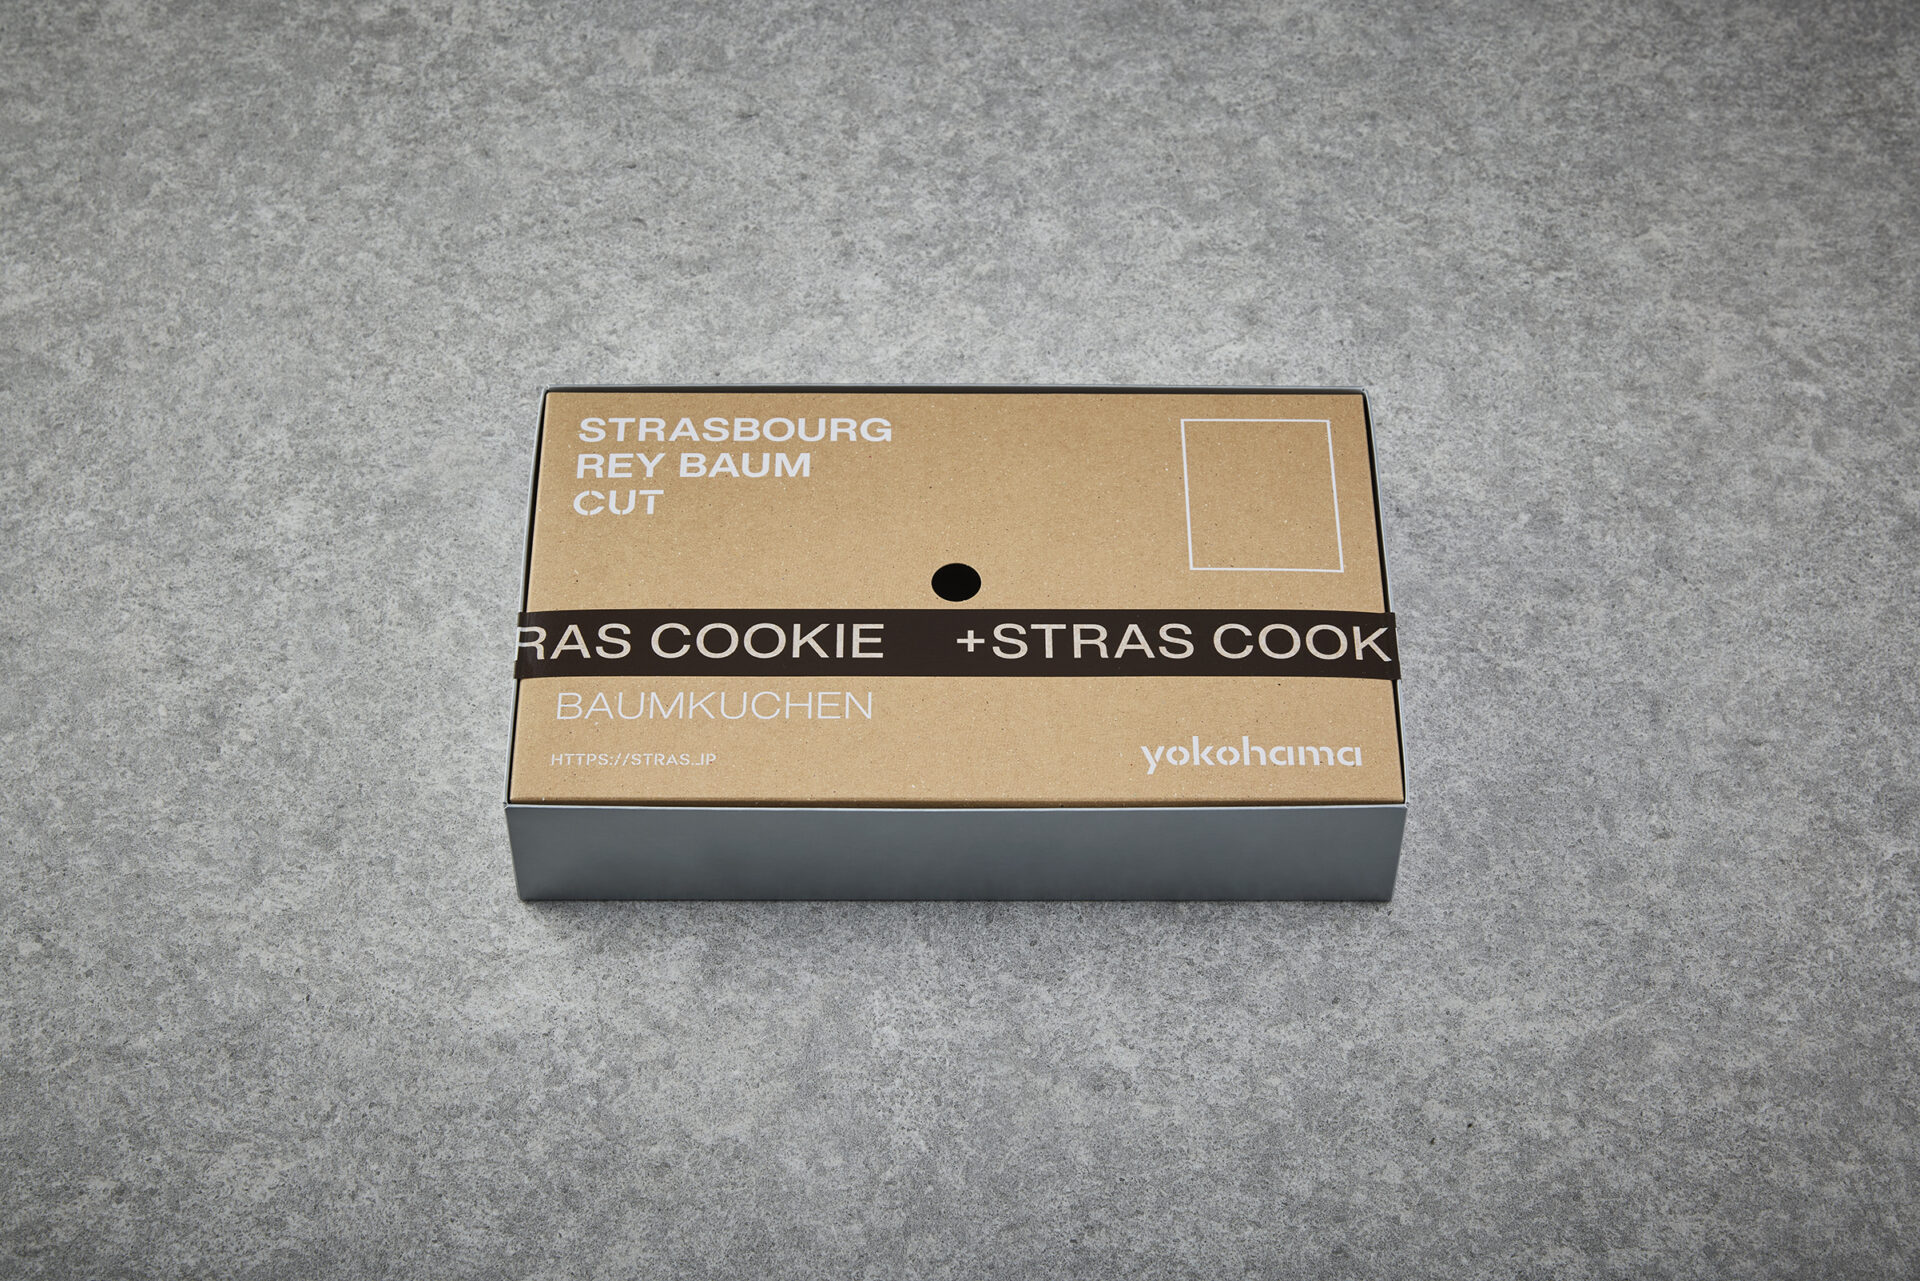 STRASBOURG
REY BAUM
CUT
RAS COOKIE +STRAS COOK
BAUMKUCHEN
HTTPS://STRAS.JP
yokohama